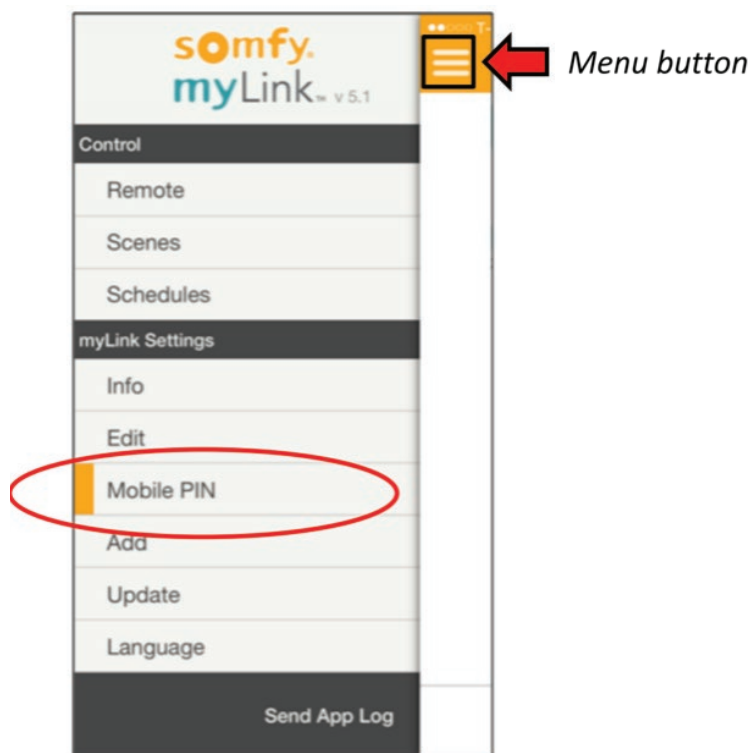 somfy.
myLink™ v 5.1
T-
Menu button
Control
Remote
Scenes
Schedules
myLink Settings
Info
Edit
Mobile PIN
Add
Update
Language
Send App Log